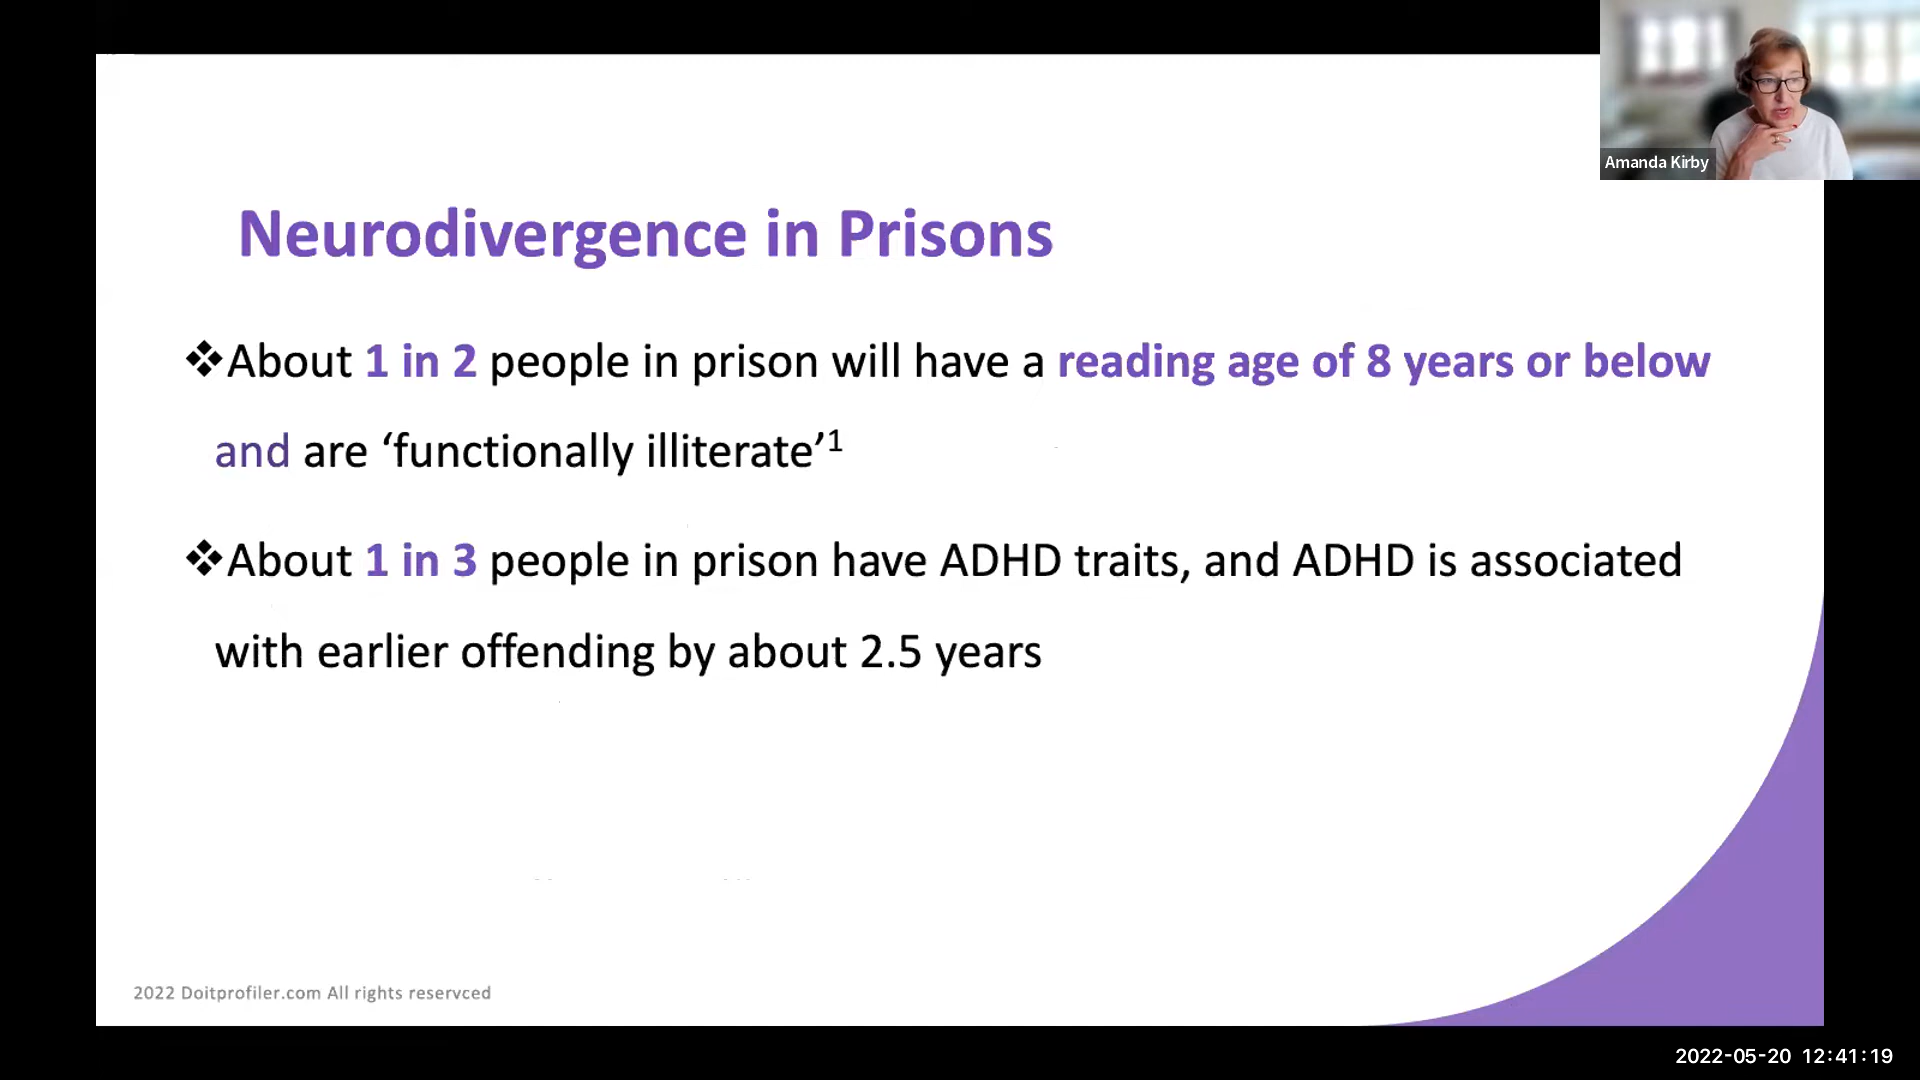 Amanda Kirby
Neurodivergence in Prisons
❖About 1 in 2 people in prison will have a reading age of 8 years or below
and are ‘functionally illiterate’¹
❖About 1 in 3 people in prison have ADHD traits, and ADHD is associated
with earlier offending by about 2.5 years
2022 Doitprofiler.com All rights reservced
2022-05-20 12:41:19